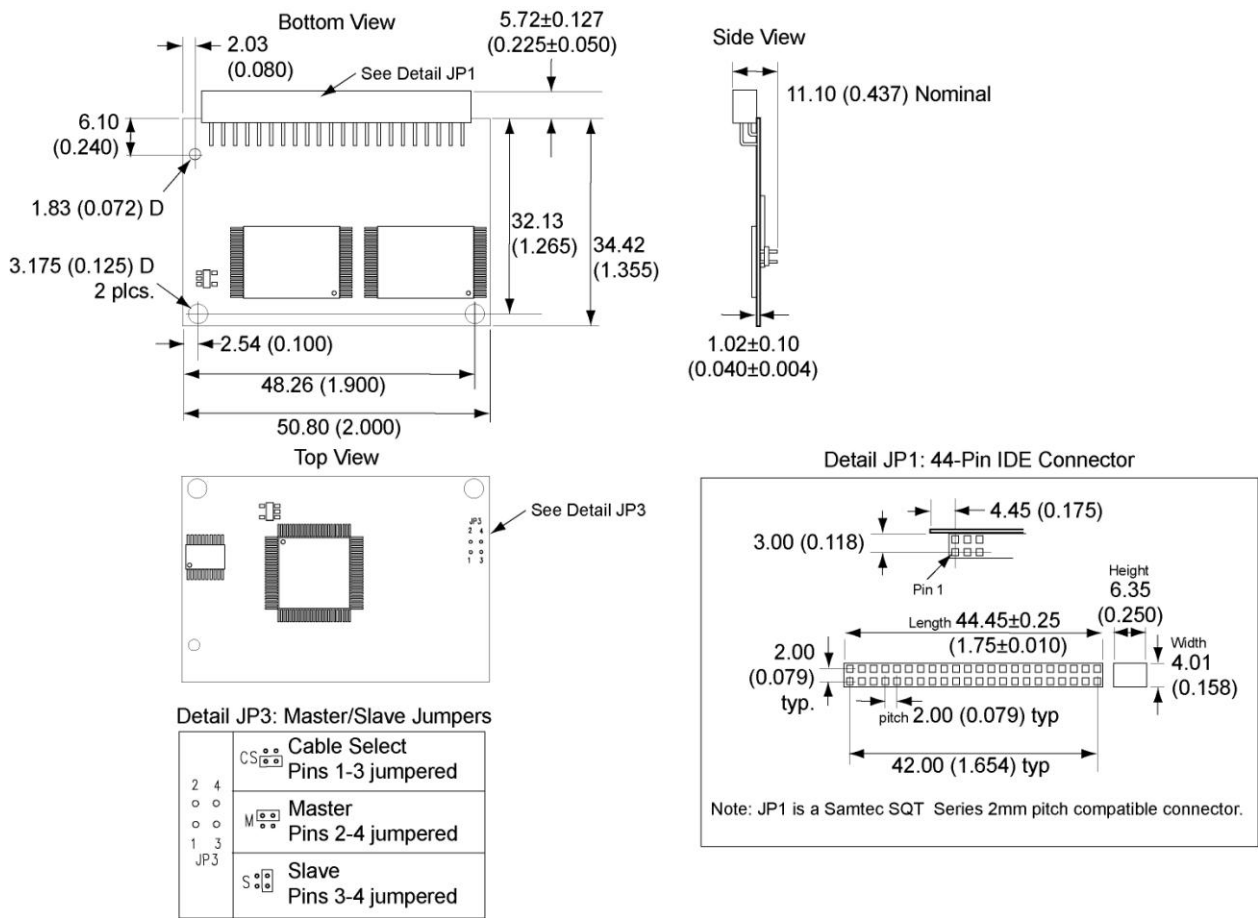 Bottom View
2.03
(0.080)
See Detail JP1
5.72±0.127
(0.225±0.050)
6.10
(0.240)
1.83 (0.072) D
3.175 (0.125) D
2 plcs.
32.13
(1.265)
34.42
(1.355)
2.54 (0.100)
48.26 (1.900)
50.80 (2.000)
Side View
11.10 (0.437) Nominal
1.02±0.10
(0.040±0.004)
Top View
See Detail JP3
JP3
2 4
1 3
Detail JP3: Master/Slave Jumpers
2 4
1 3
JP3
CS Cable Select
Pins 1-3 jumpered
M Master
Pins 2-4 jumpered
S Slave
Pins 3-4 jumpered
Detail JP1: 44-Pin IDE Connector
4.45 (0.175)
3.00 (0.118)
Pin 1
Length 44.45±0.25
(1.75±0.010)
Height
6.35
(0.250)
Width
4.01
(0.158)
2.00
(0.079)
typ.
pitch 2.00 (0.079) typ
42.00 (1.654) typ
Note: JP1 is a Samtec SQT Series 2mm pitch compatible connector.